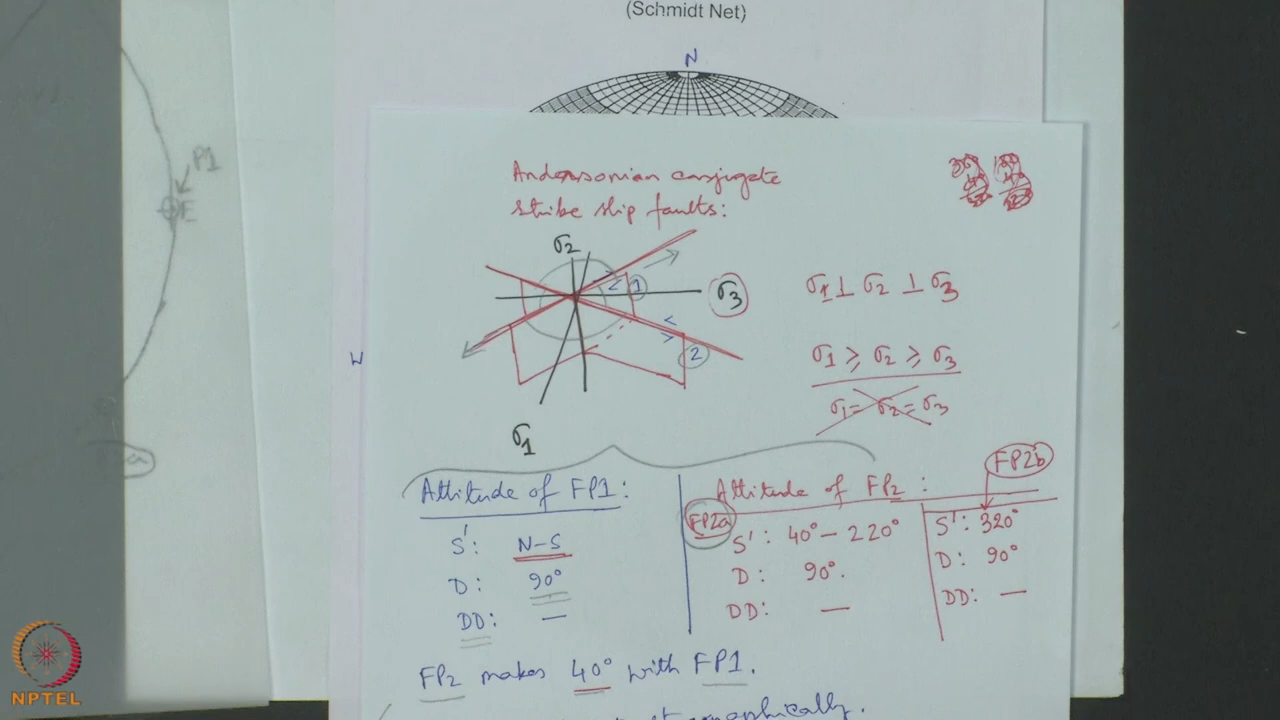 (Schmidt Net)
N
P1
E
W
Andersonian conjugate
strike slip faults:
σ2
1
σ3
2
2
σ1
σ1 ⊥ σ2 ⊥ σ3
σ1 ≥ σ2 ≥ σ3
σ1 = σ2 = σ3
Attitude of FP1:
S': N-S
D: 90°
DD: —
Attitude of FP2:
FP2a
S': 40° – 220°
D: 90°.
DD: —
FP2b
S': 320°
D: 90°
DD: —
FP2 makes 40° with FP1.
NPTEL